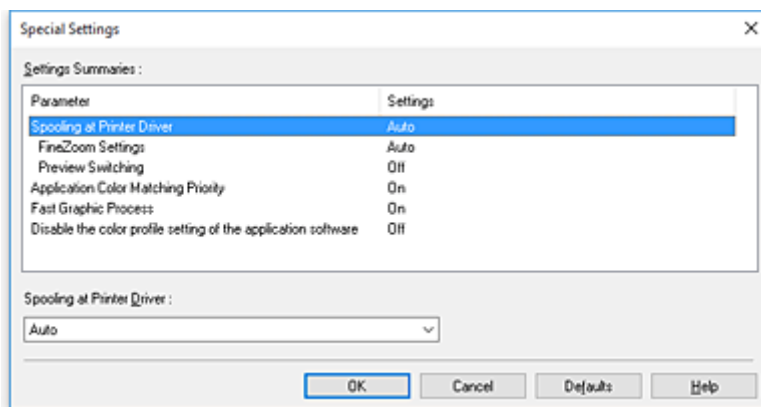 Special Settings
Settings Summaries :
Parameter Settings
Spooling at Printer Driver Auto
FineZoom Settings Auto
Preview Switching Off
Application Color Matching Priority On
Fast Graphic Process On
Disable the color profile setting of the application software Off
Spooling at Printer Driver :
Auto
OK Cancel Defaults Help